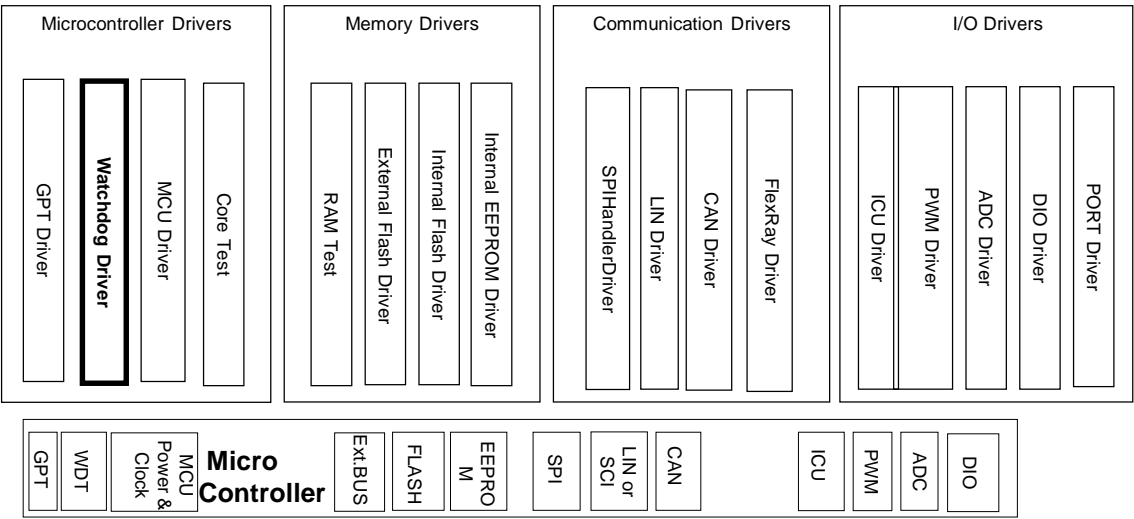 Microcontroller Drivers
Memory Drivers
Communication Drivers
I/O Drivers
GPT Driver
Watchdog Driver
MCU Driver
Core Test
RAM Test
External Flash Driver
Internal Flash Driver
Internal EEPROM Driver
SPIHandlerDriver
LIN Driver
CAN Driver
FlexRay Driver
ICU Driver
PWM Driver
ADC Driver
DIO Driver
PORT Driver
GPT
WDT
MCU
Power &
Clock
Micro
Controller
Ext.BUS
FLASH
EEPRO
M
SPI
LIN or
SCI
CAN
ICU
PWM
ADC
DIO